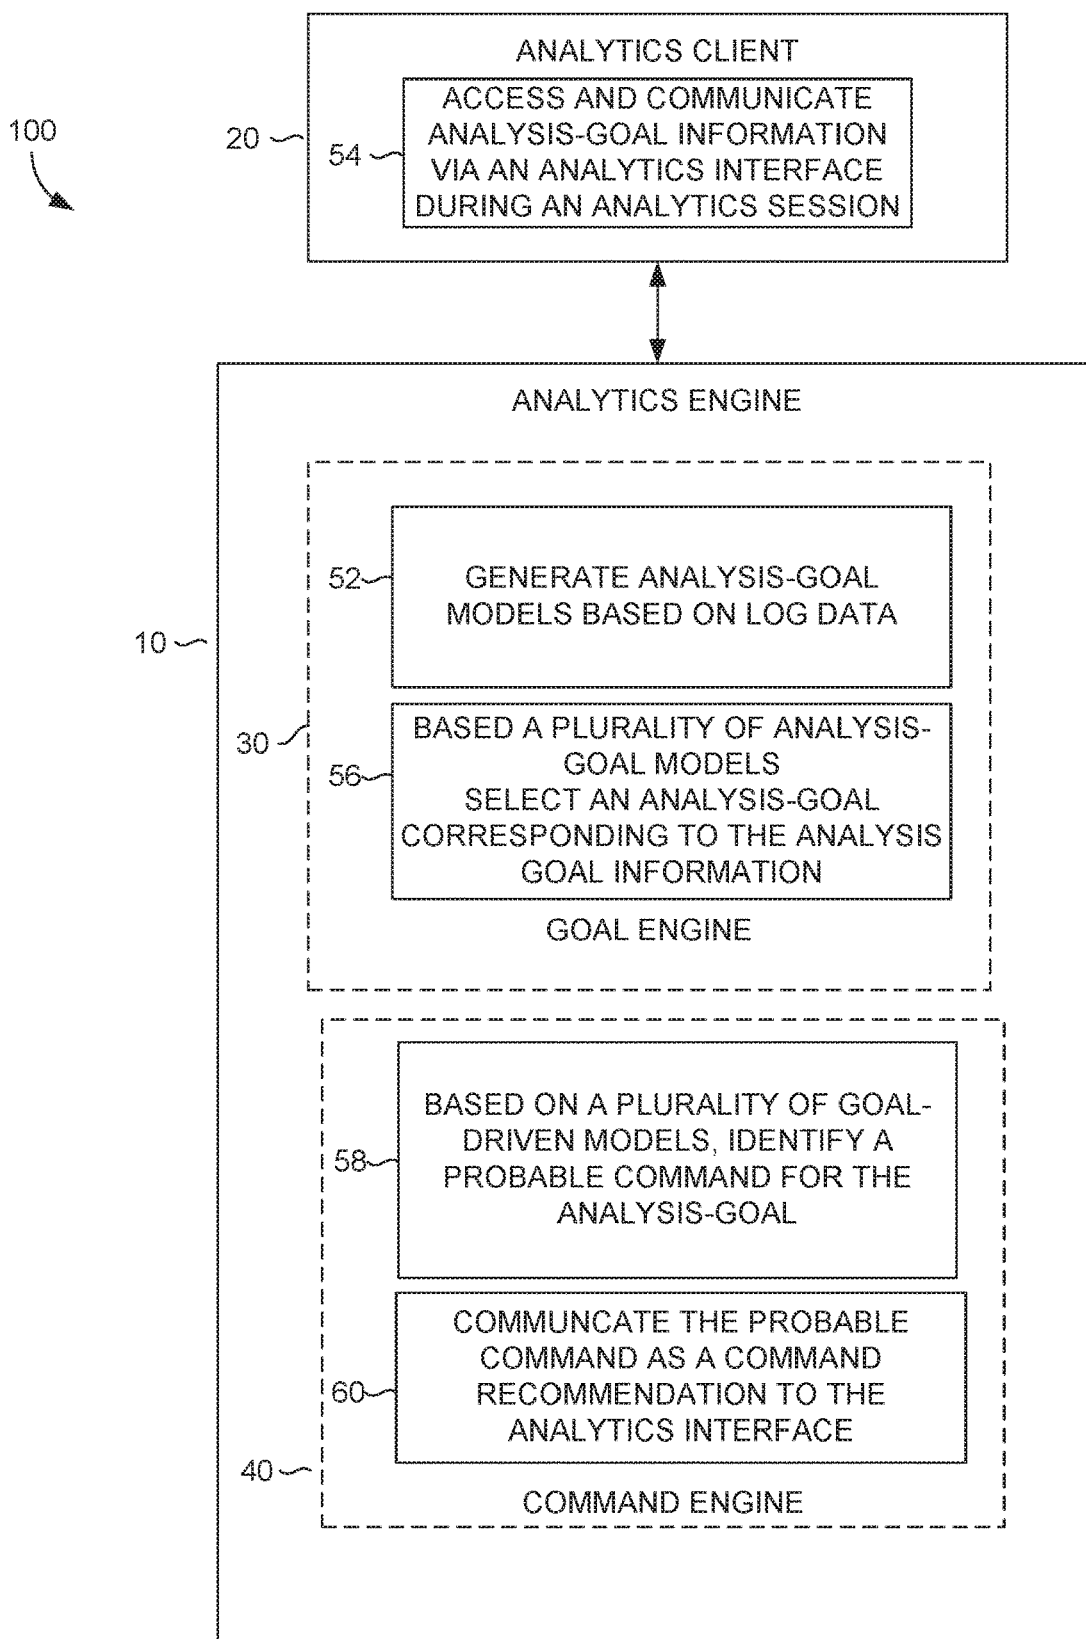 ANALYTICS CLIENT
100
20
54
ACCESS AND COMMUNICATE
ANALYSIS-GOAL INFORMATION
VIA AN ANALYTICS INTERFACE
DURING AN ANALYTICS SESSION
ANALYTICS ENGINE
10
30
52
GENERATE ANALYSIS-GOAL
MODELS BASED ON LOG DATA
56
BASED A PLURALITY OF ANALYSIS-
GOAL MODELS
SELECT AN ANALYSIS-GOAL
CORRESPONDING TO THE ANALYSIS
GOAL INFORMATION
GOAL ENGINE
58
BASED ON A PLURALITY OF GOAL-
DRIVEN MODELS, IDENTIFY A
PROBABLE COMMAND FOR THE
ANALYSIS-GOAL
60
COMMUNCATE THE PROBABLE
COMMAND AS A COMMAND
RECOMMENDATION TO THE
ANALYTICS INTERFACE
40
COMMAND ENGINE